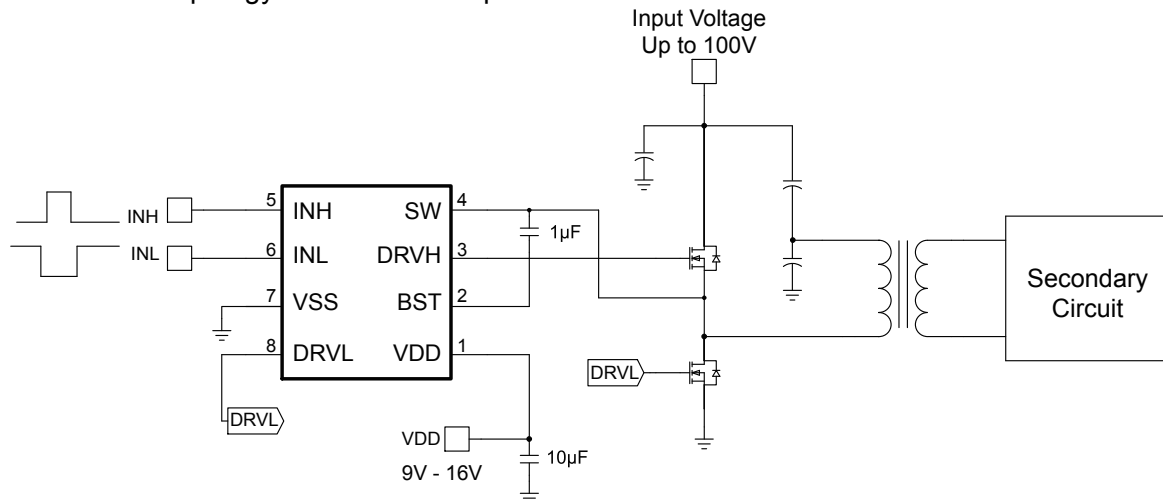 Input Voltage
Up to 100V
INH
5
INH
SW
4
1µF
INL
6
INL
DRVH
3
7
VSS
BST
2
8
DRVL
VDD
1
DRVL
DRVL
VDD
9V - 16V
10µF
Secondary
Circuit